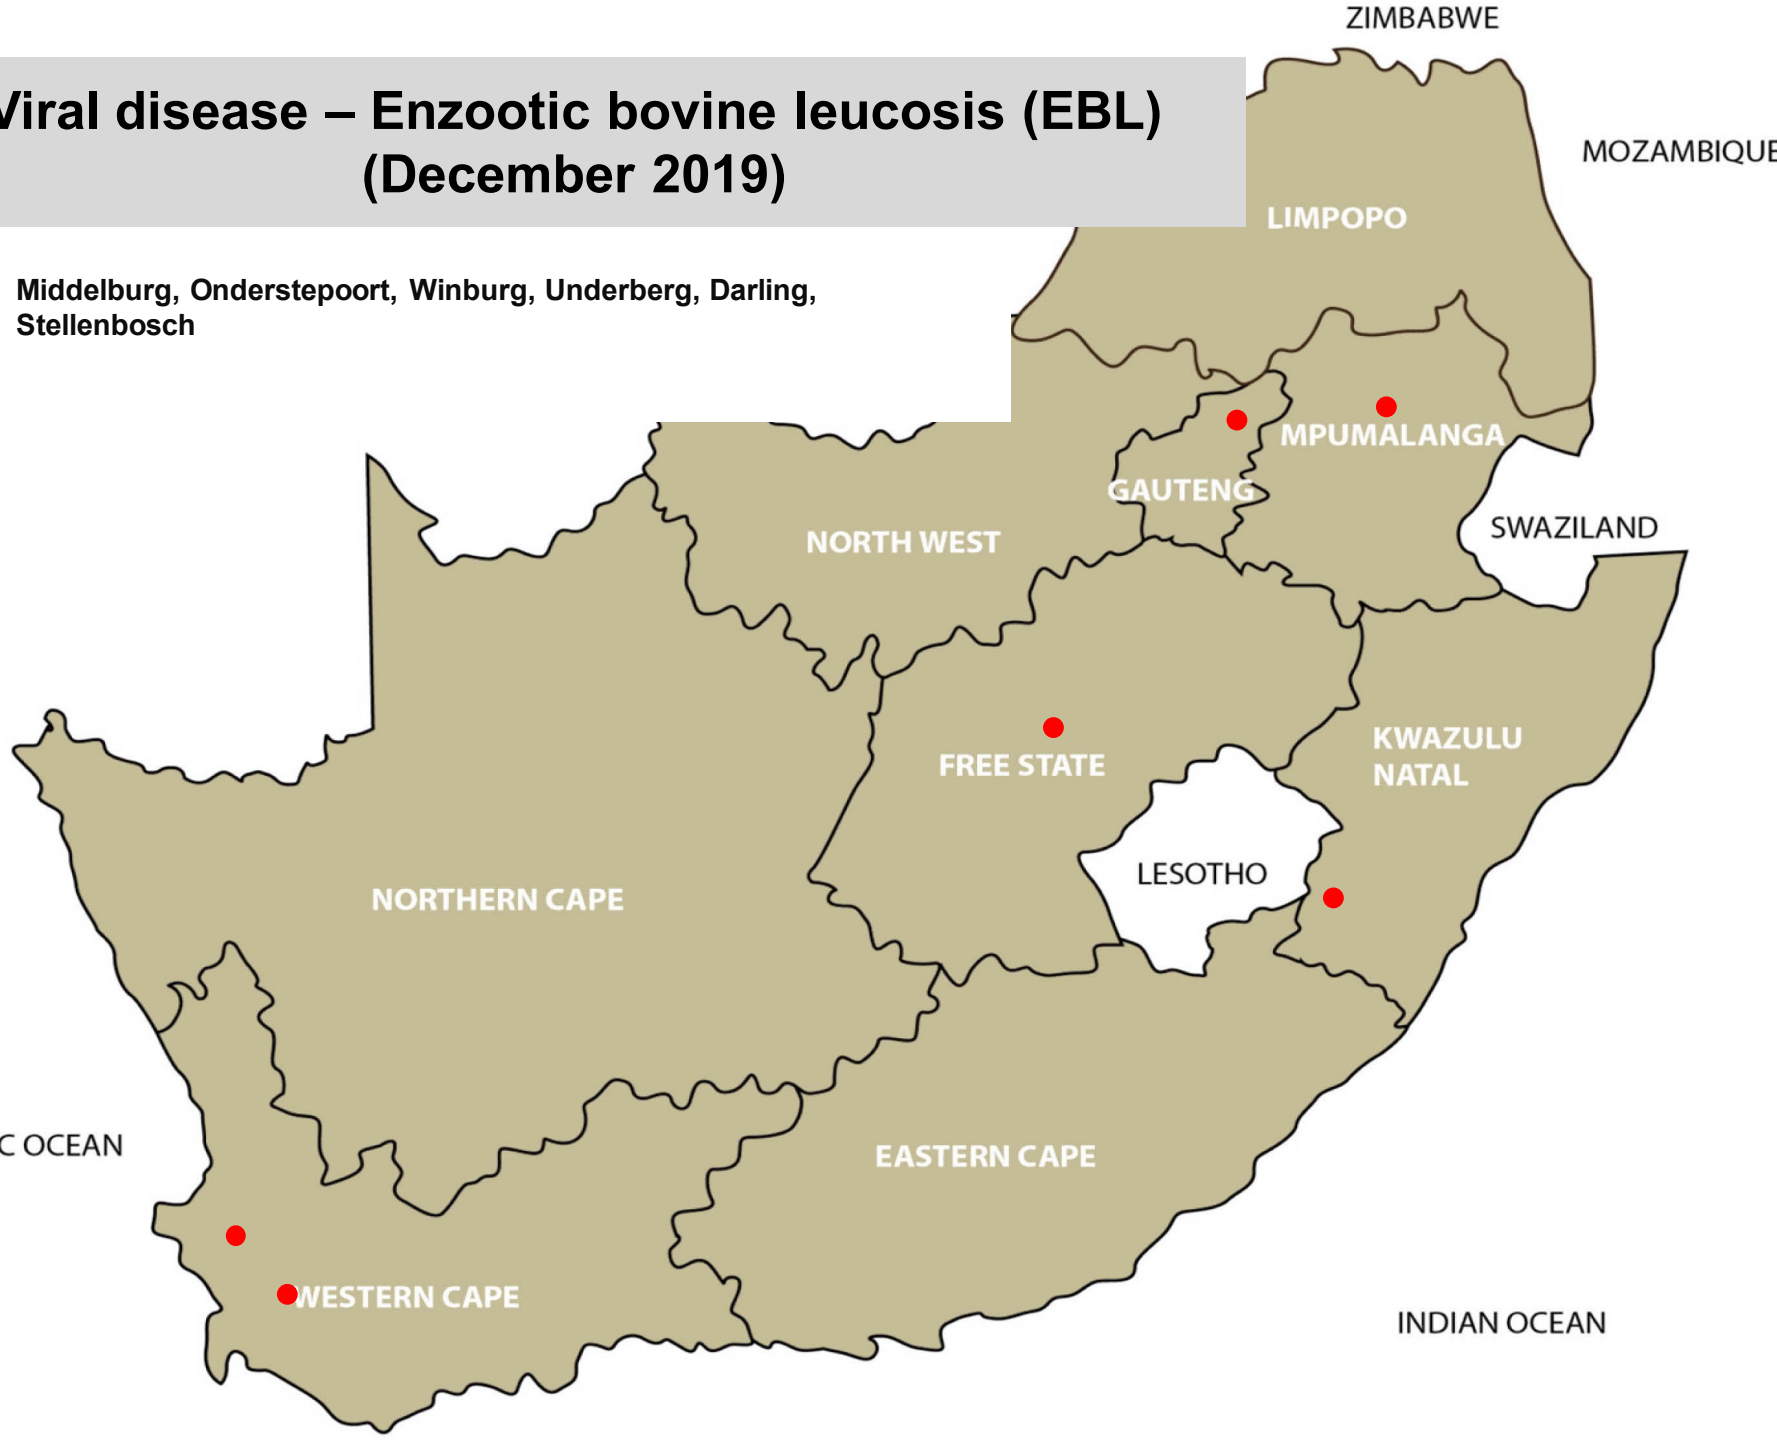 ZIMBABWE
Viral disease – Enzootic bovine leucosis (EBL)
(December 2019)
MOZAMBIQUE
LIMPOPO
Middelburg, Onderstepoort, Winburg, Underberg, Darling,
Stellenbosch
MPUMALANGA
GAUTENG
NORTH WEST
SWAZILAND
KWAZULU
NATAL
FREE STATE
LESOTHO
NORTHERN CAPE
C OCEAN
EASTERN CAPE
WESTERN CAPE
INDIAN OCEAN